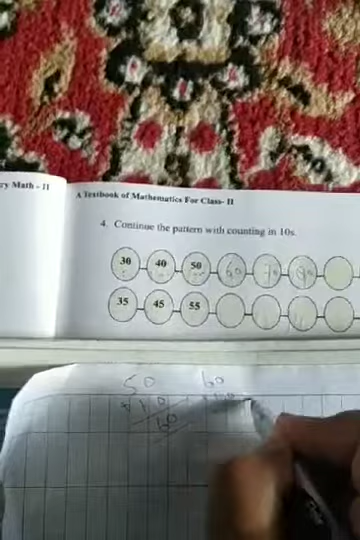 ry Math - II
A Textbook of Mathematics For Class- II
4. Continue the pattern with counting in 10s.
30 40 50 60 70
35 45 55
50 60
+10
60